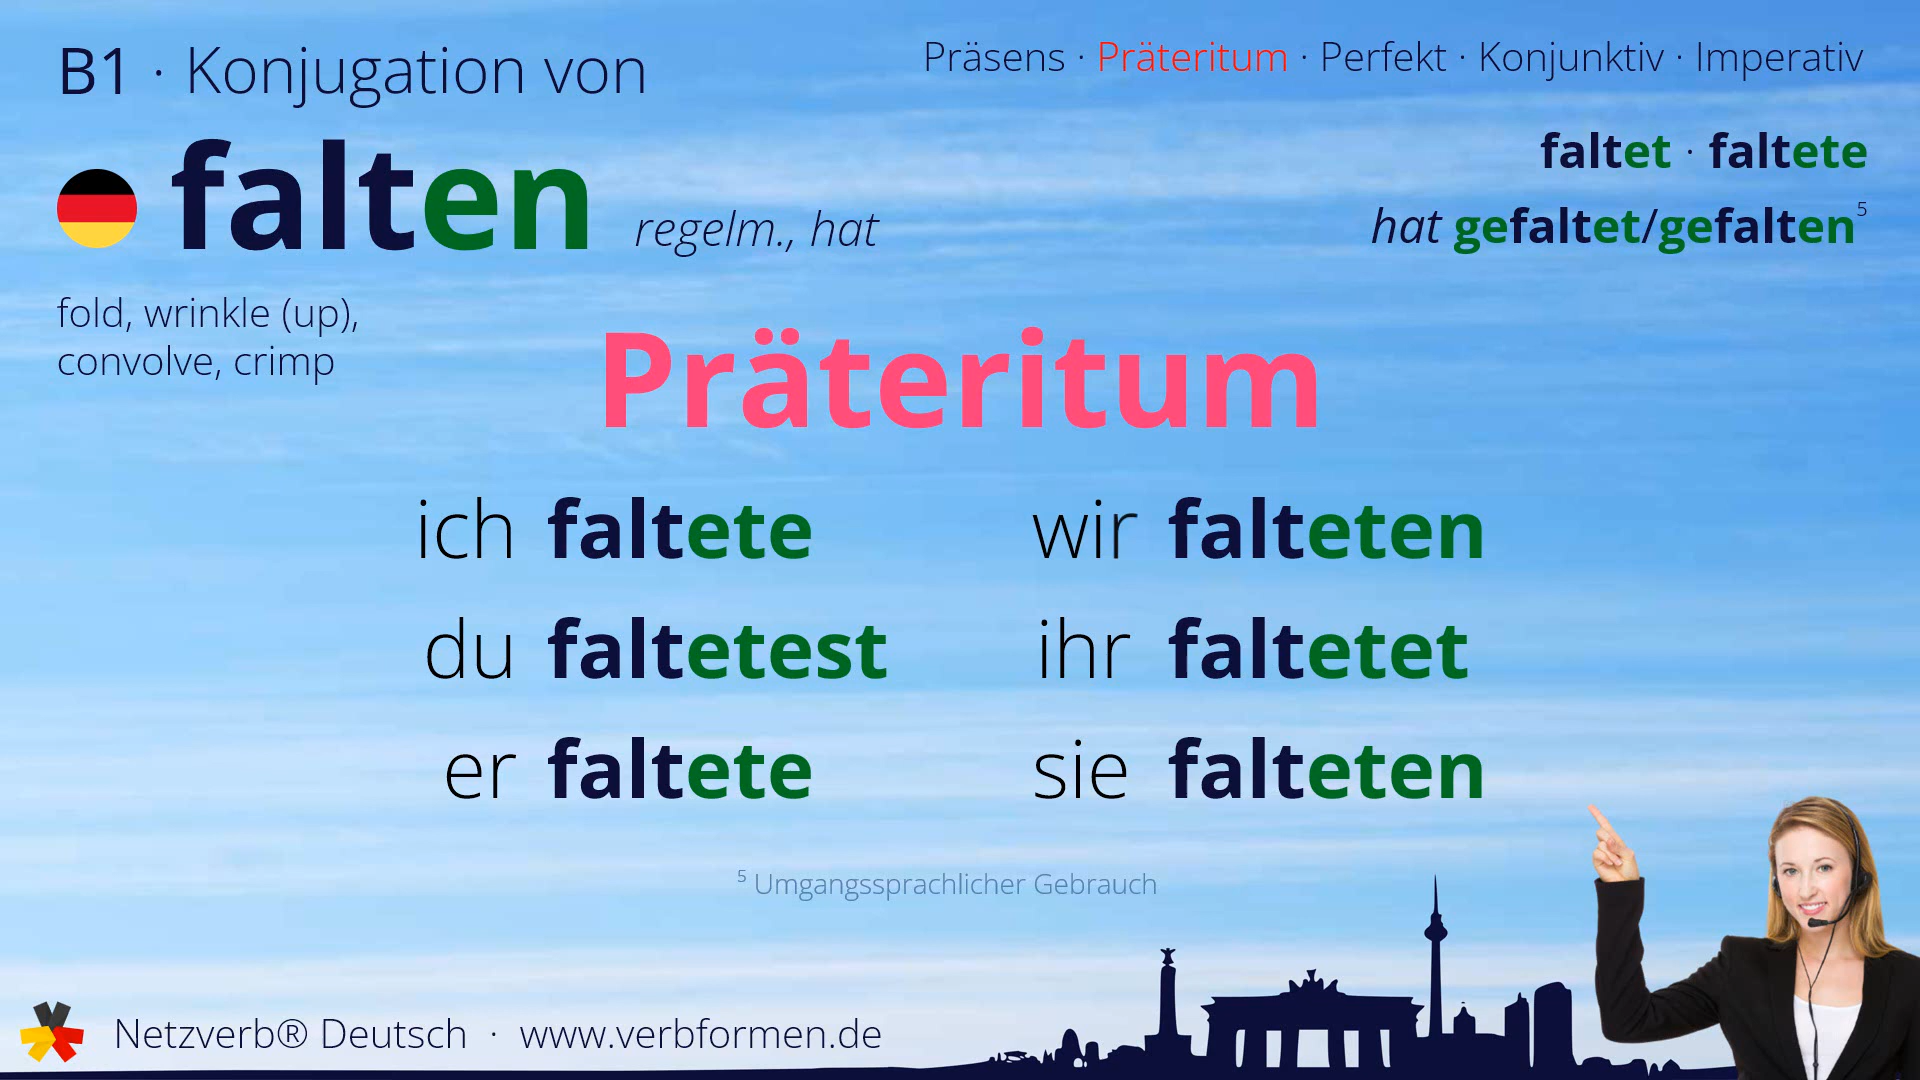 B1 · Konjugation von
Präsens · Präteritum · Perfekt · Konjunktiv · Imperativ
falten regelm., hat
faltet · faltete
hat gefaltet/gefalten⁵
fold, wrinkle (up),
convolve, crimp
Präteritum
ich faltete
du faltetest
er faltete
wir falteten
ihr faltetet
sie falteten
⁵ Umgangssprachlicher Gebrauch
Netzverb® Deutsch · www.verbformen.de